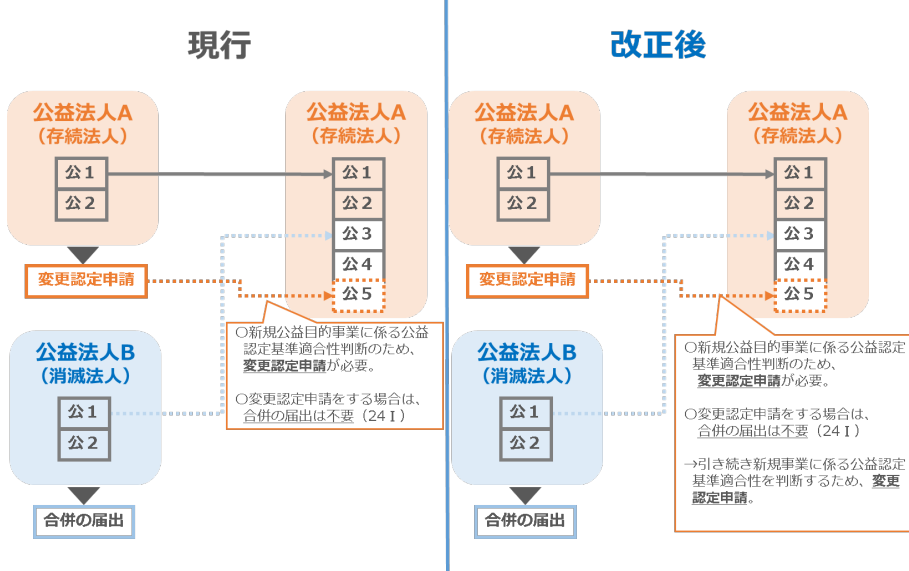 現行
公益法人A
（存続法人）
公１
公２
変更認定申請
公益法人A
（存続法人）
公１
公２
公３
公４
公５
〇新規公益目的事業に係る公益
認定基準適合性判断のため、
変更認定申請が必要。
〇変更認定申請をする場合は、
合併の届出は不要（24Ⅰ）
公益法人B
（消滅法人）
公１
公２
合併の届出
改正後
公益法人A
（存続法人）
公１
公２
変更認定申請
公益法人A
（存続法人）
公１
公２
公３
公４
公５
〇新規公益目的事業に係る公益認定
基準適合性判断のため、
変更認定申請が必要。
〇変更認定申請をする場合は、
合併の届出は不要（24Ⅰ）
→引き続き新規事業に係る公益認定
基準適合性を判断するため、変更
認定申請。
公益法人B
（消滅法人）
公１
公２
合併の届出